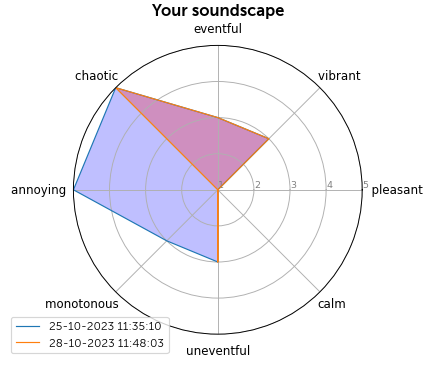 Your soundscape
eventful
chaotic
vibrant
annoying
1
2
3
4
5
pleasant
monotonous
calm
25-10-2023 11:35:10
28-10-2023 11:48:03
uneventful